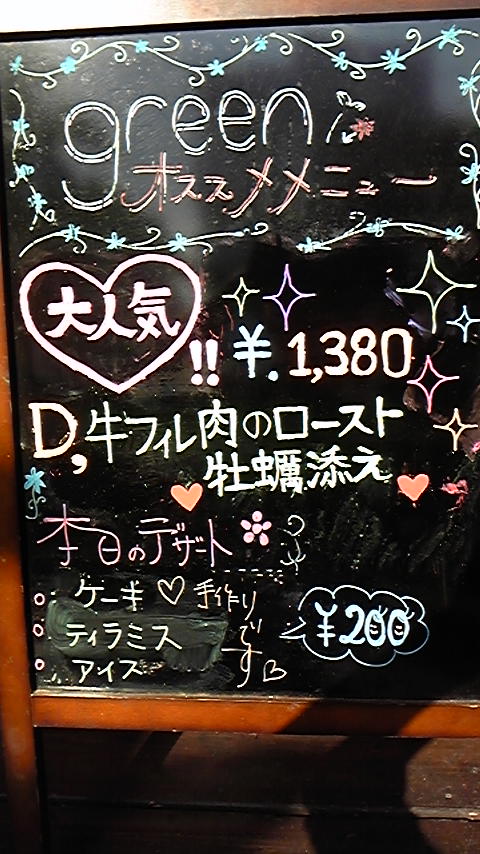 green
オススメメニュー
大人気!! ¥.1,380
D,牛フィレ肉のロースト
牡蠣添え
本日のデザート
ケーキ♡手作り
ティラミス
アイス
です
¥200